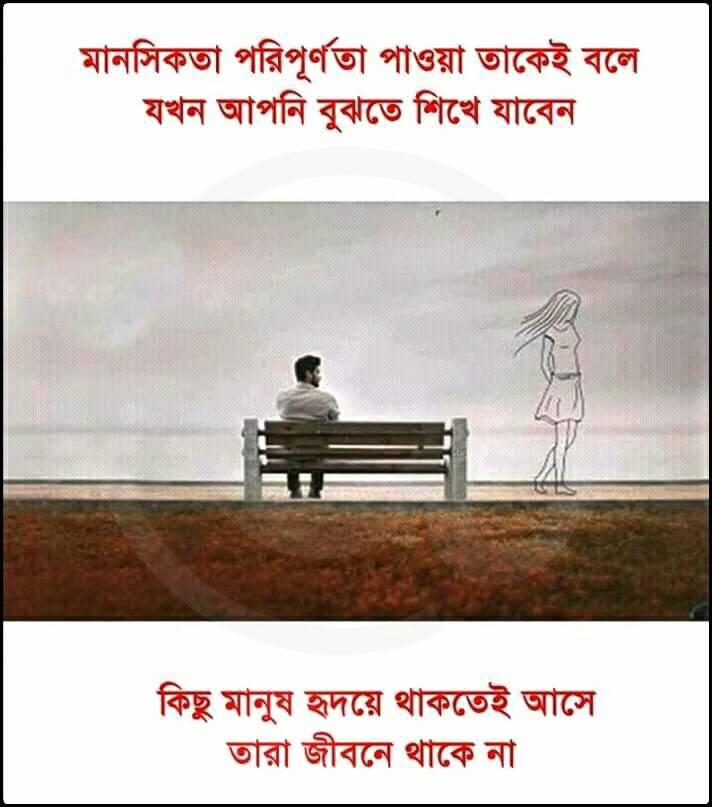 মানসিকতা পরিপূর্ণতা পাওয়া তাকেই বলে
যখন আপনি বুঝতে শিখে যাবেন
কিছু মানুষ হৃদয়ে থাকতেই আসে
তারা জীবনে থাকে না